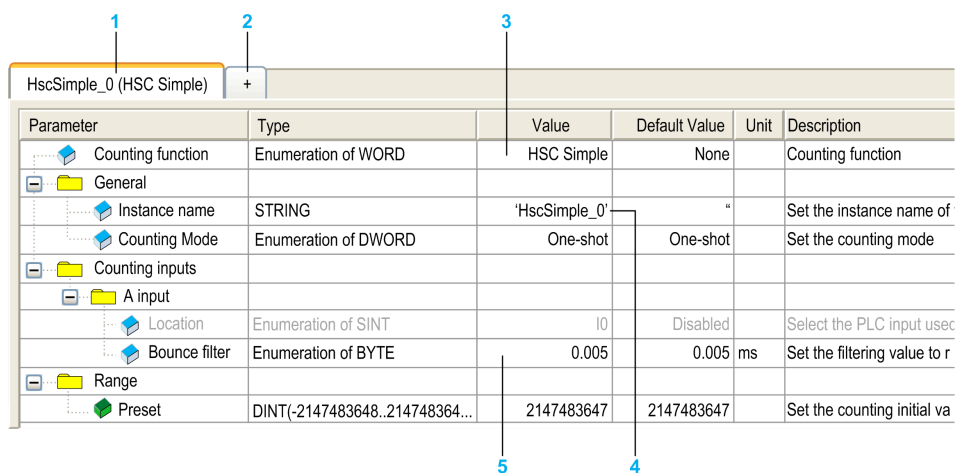 1 2 3
HscSimple_0 (HSC Simple) +
Parameter Type Value Default Value Unit Description
Counting function Enumeration of WORD HSC Simple None Counting function
General
Instance name STRING 'HscSimple_0' “ Set the instance name of
Counting Mode Enumeration of DWORD One-shot One-shot Set the counting mode
Counting inputs
A input
Location Enumeration of SINT I0 Disabled Select the PLC input used
Bounce filter Enumeration of BYTE 0.005 0.005 ms Set the filtering value to r
Range
Preset DINT(-2147483648..214748364... 2147483647 2147483647 Set the counting initial va
5 4